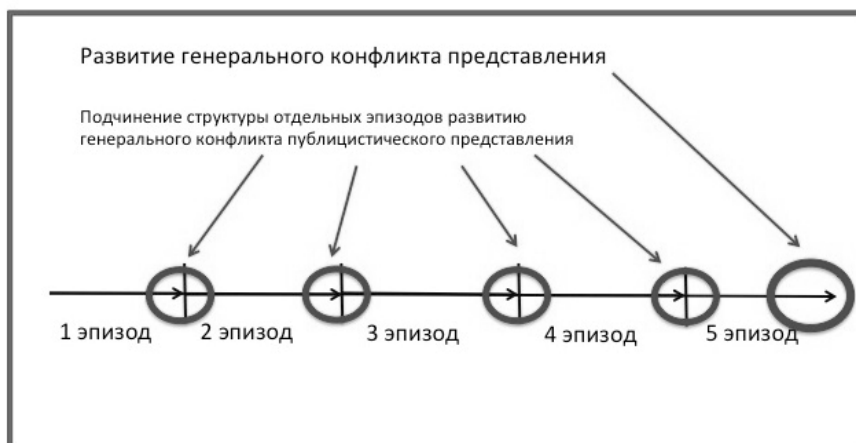 Развитие генерального конфликта представления
Подчинение структуры отдельных эпизодов развитию
генерального конфликта публицистического представления
1 эпизод 2 эпизод 3 эпизод 4 эпизод 5 эпизод